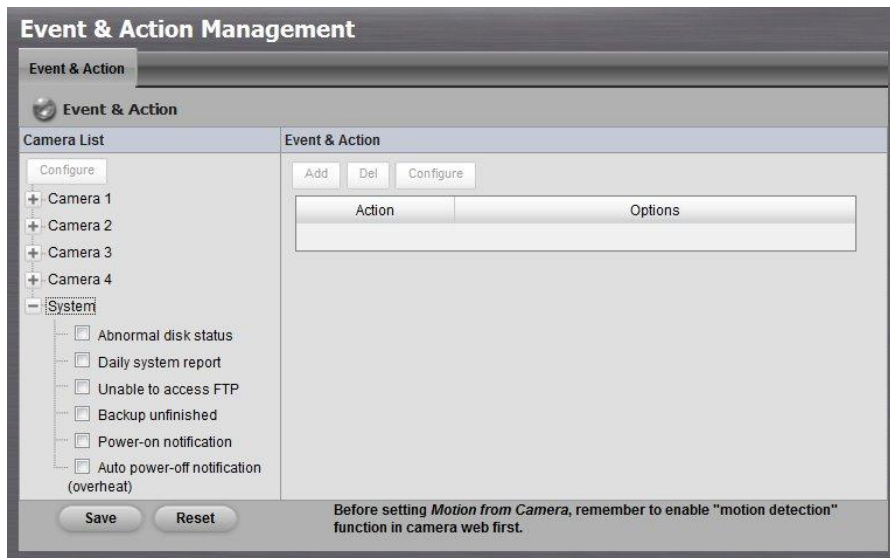 Event & Action Management
Event & Action
Event & Action
Camera List
Configure
Camera 1
Camera 2
Camera 3
Camera 4
System
Abnormal disk status
Daily system report
Unable to access FTP
Backup unfinished
Power-on notification
Auto power-off notification
(overheat)
Event & Action
Add Del Configure
Action Options
Save Reset
Before setting Motion from Camera, remember to enable "motion detection"
function in camera web first.